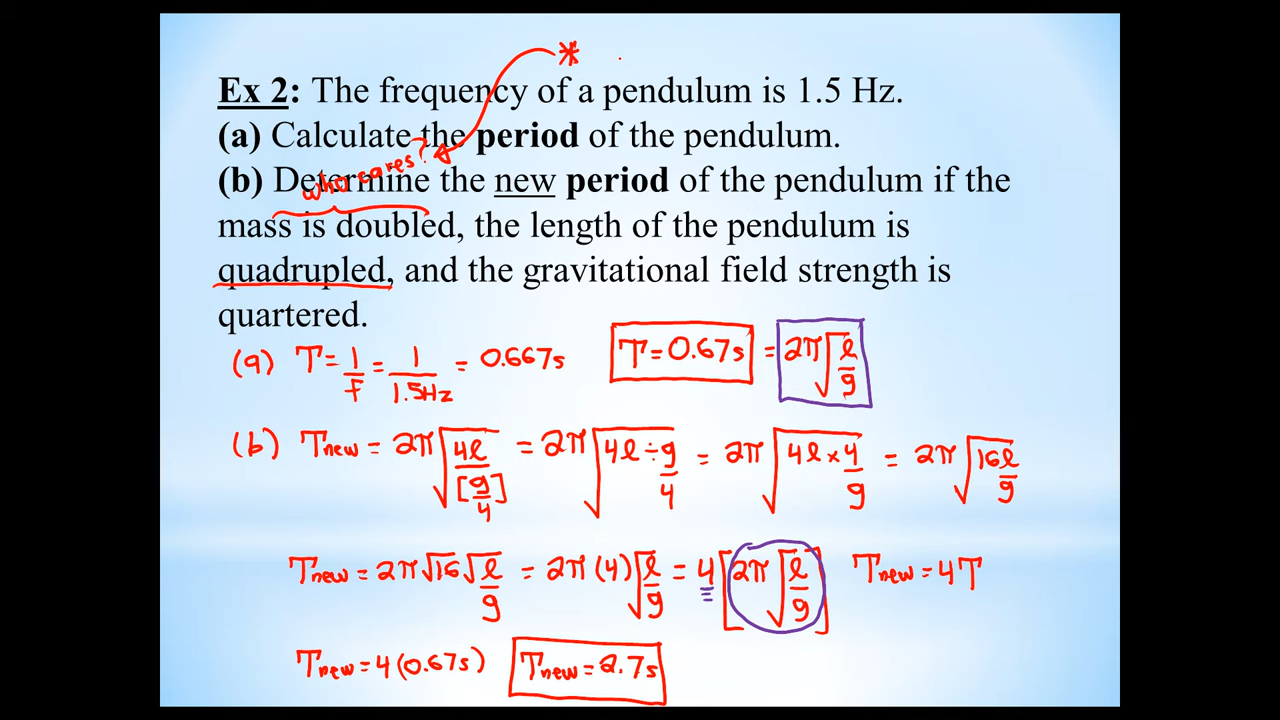 *
Ex 2: The frequency of a pendulum is 1.5 Hz.
(a) Calculate the period of the pendulum.
who cares?
(b) Determine the new period of the pendulum if the
mass is doubled, the length of the pendulum is
quadrupled, and the gravitational field strength is
quartered.
(a) T = 1/f = 1/1.5Hz = 0.667s T = 0.67s = 2π√(l/g)
(b) Tnew = 2π√(4l/[g/4]) = 2π√(4l ÷ g/4) = 2π√(4l × 4/g) = 2π√(16l/g)
Tnew = 2π√16√(l/g) = 2π(4)√(l/g) = 4[2π√(l/g)] Tnew = 4T
Tnew = 4(0.67s) Tnew = 2.7s